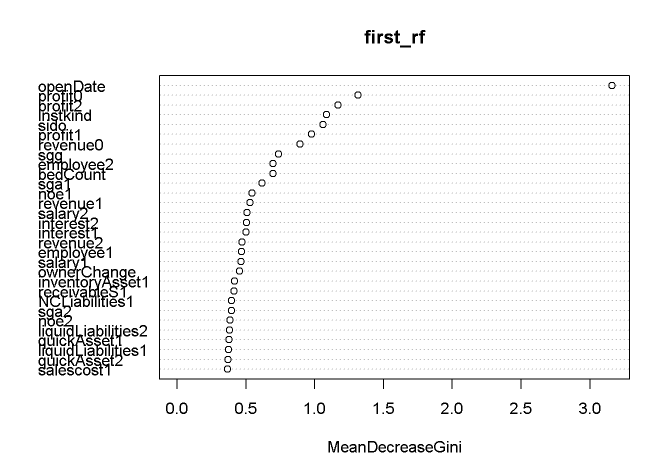 first_rf
openDate
profit0
profit2
instkind
sido
profit1
revenue0
sgg
employee2
bedCount
sga1
noe1
revenue1
salary2
interest2
interest1
revenue2
employee1
salary1
ownerChange
inventoryAsset1
receivableS1
NCLiabilities1
sga2
noe2
liquidLiabilities2
quickAsset1
liquidLiabilities1
quickAsset2
salescost1
0.0 0.5 1.0 1.5 2.0 2.5 3.0
MeanDecreaseGini